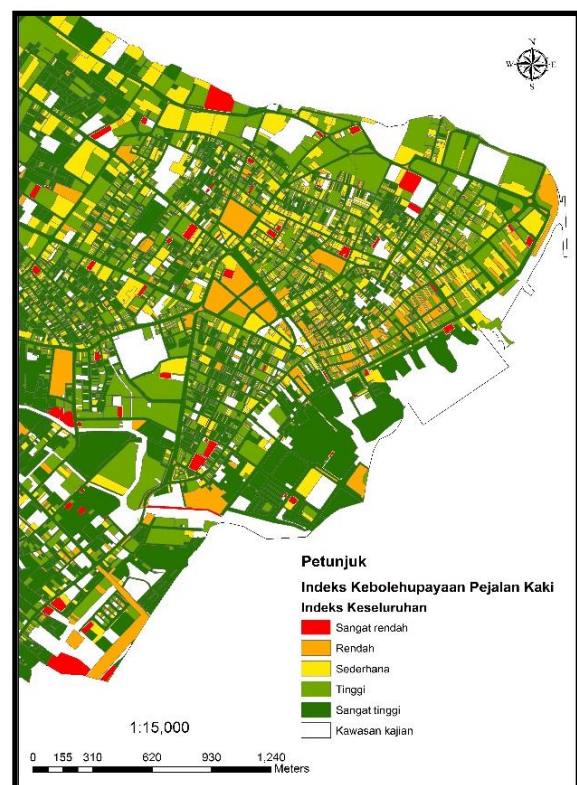 N
W E
S
Petunjuk
Indeks Kebolehupayaan Pejalan Kaki
Indeks Keseluruhan
Sangat rendah
Rendah
Sederhana
Tinggi
Sangat tinggi
Kawasan kajian
1:15,000
0 155 310 620 930 1,240
Meters